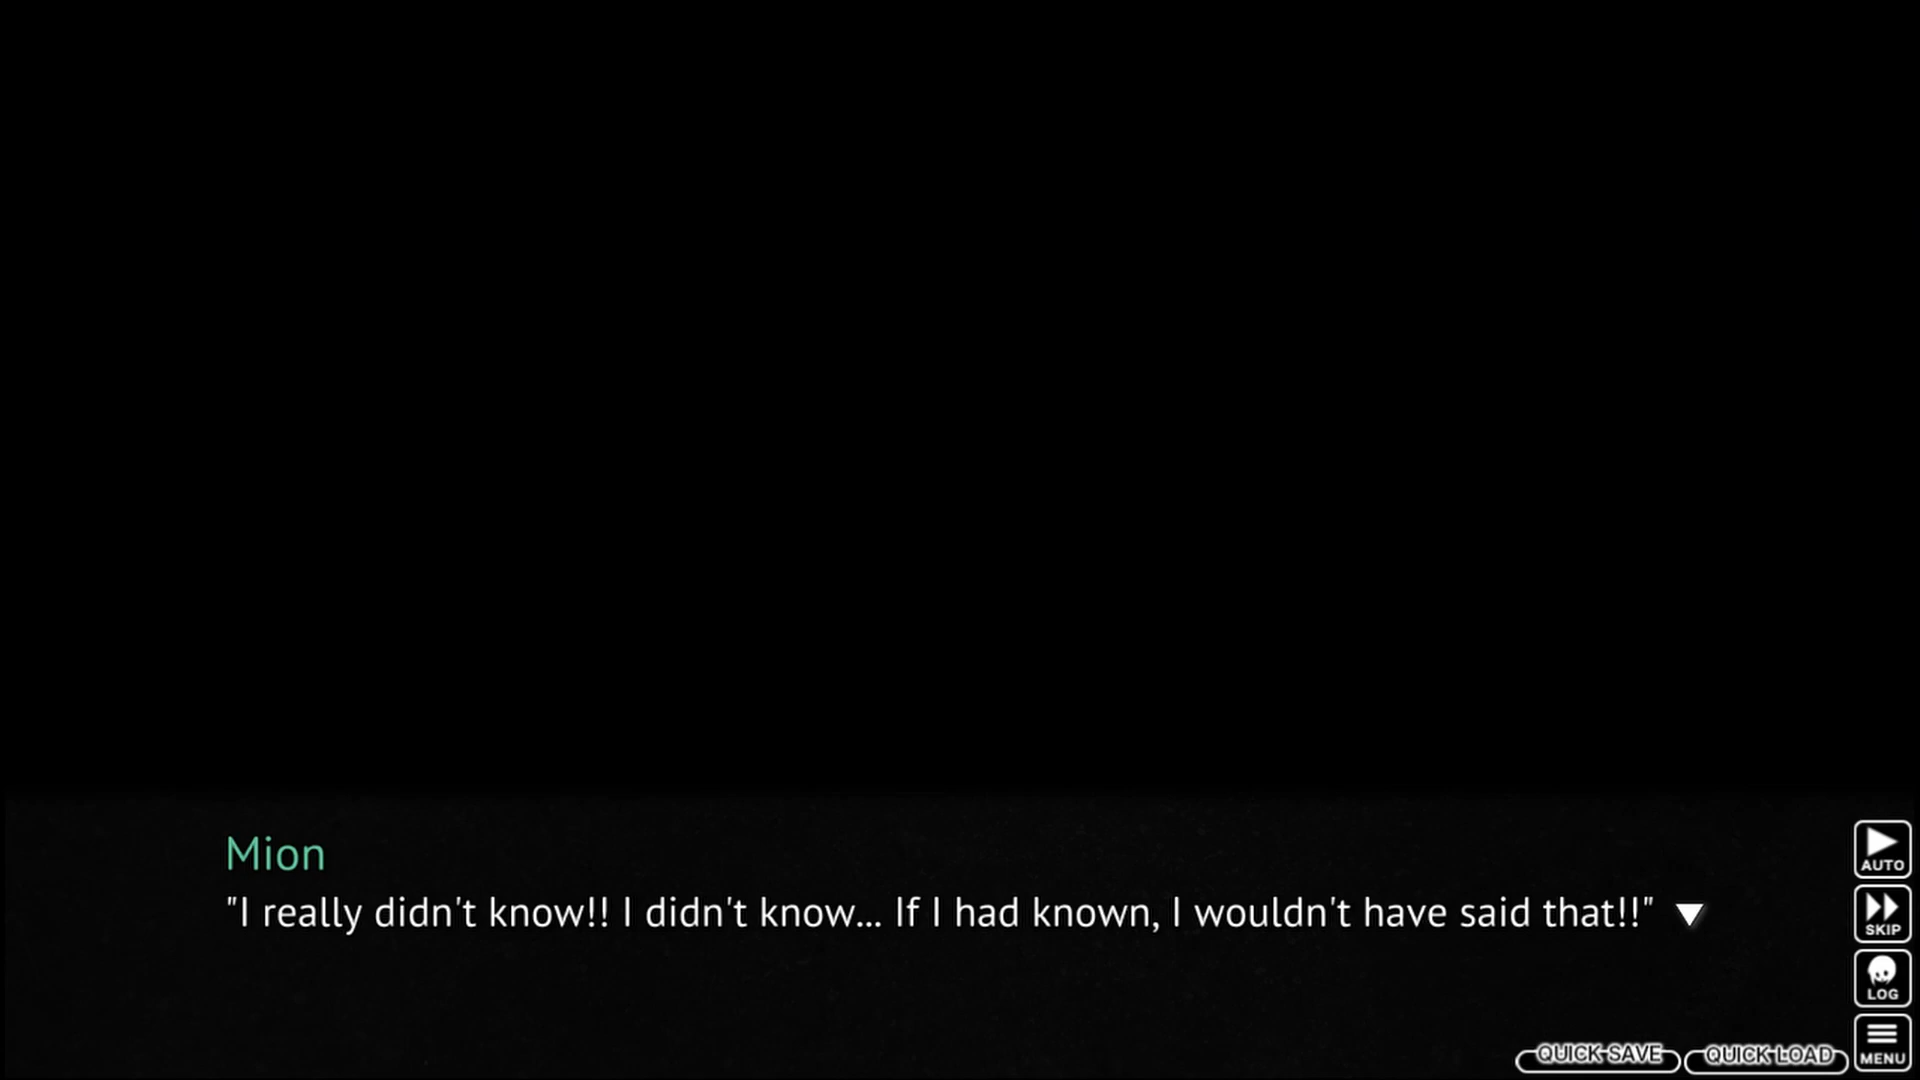 Mion
"I really didn't know!! I didn't know... If I had known, I wouldn't have said that!!"
AUTO
SKIP
LOG
MENU
QUICK SAVE QUICK LOAD